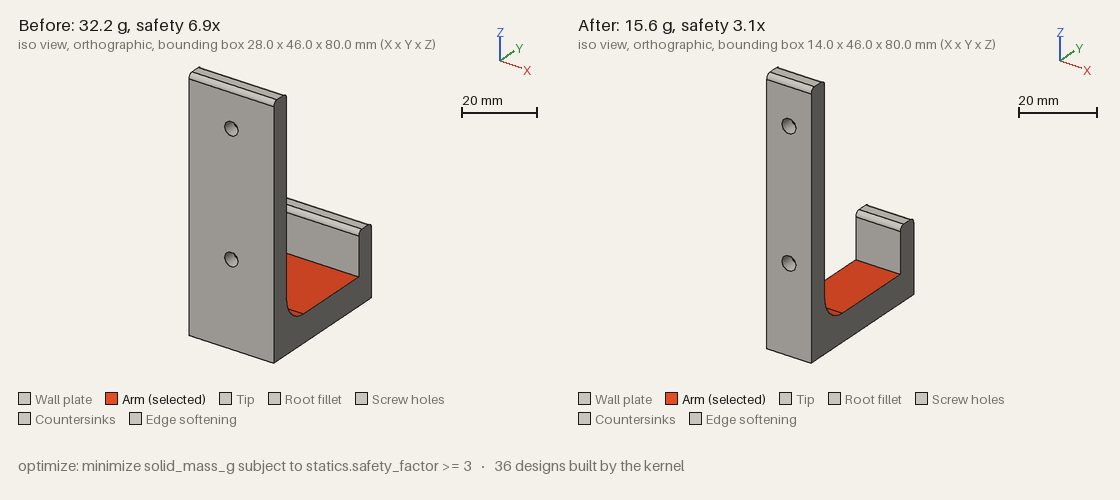 Before: 32.2 g, safety 6.9x
iso view, orthographic, bounding box 28.0 x 46.0 x 80.0 mm (X x Y x Z)
Z
Y
X
20 mm
Wall plate Arm (selected) Tip Root fillet Screw holes
Countersinks Edge softening
After: 15.6 g, safety 3.1x
iso view, orthographic, bounding box 14.0 x 46.0 x 80.0 mm (X x Y x Z)
Z
Y
X
20 mm
Wall plate Arm (selected) Tip Root fillet Screw holes
Countersinks Edge softening
optimize: minimize solid_mass_g subject to statics.safety_factor >= 3 · 36 designs built by the kernel